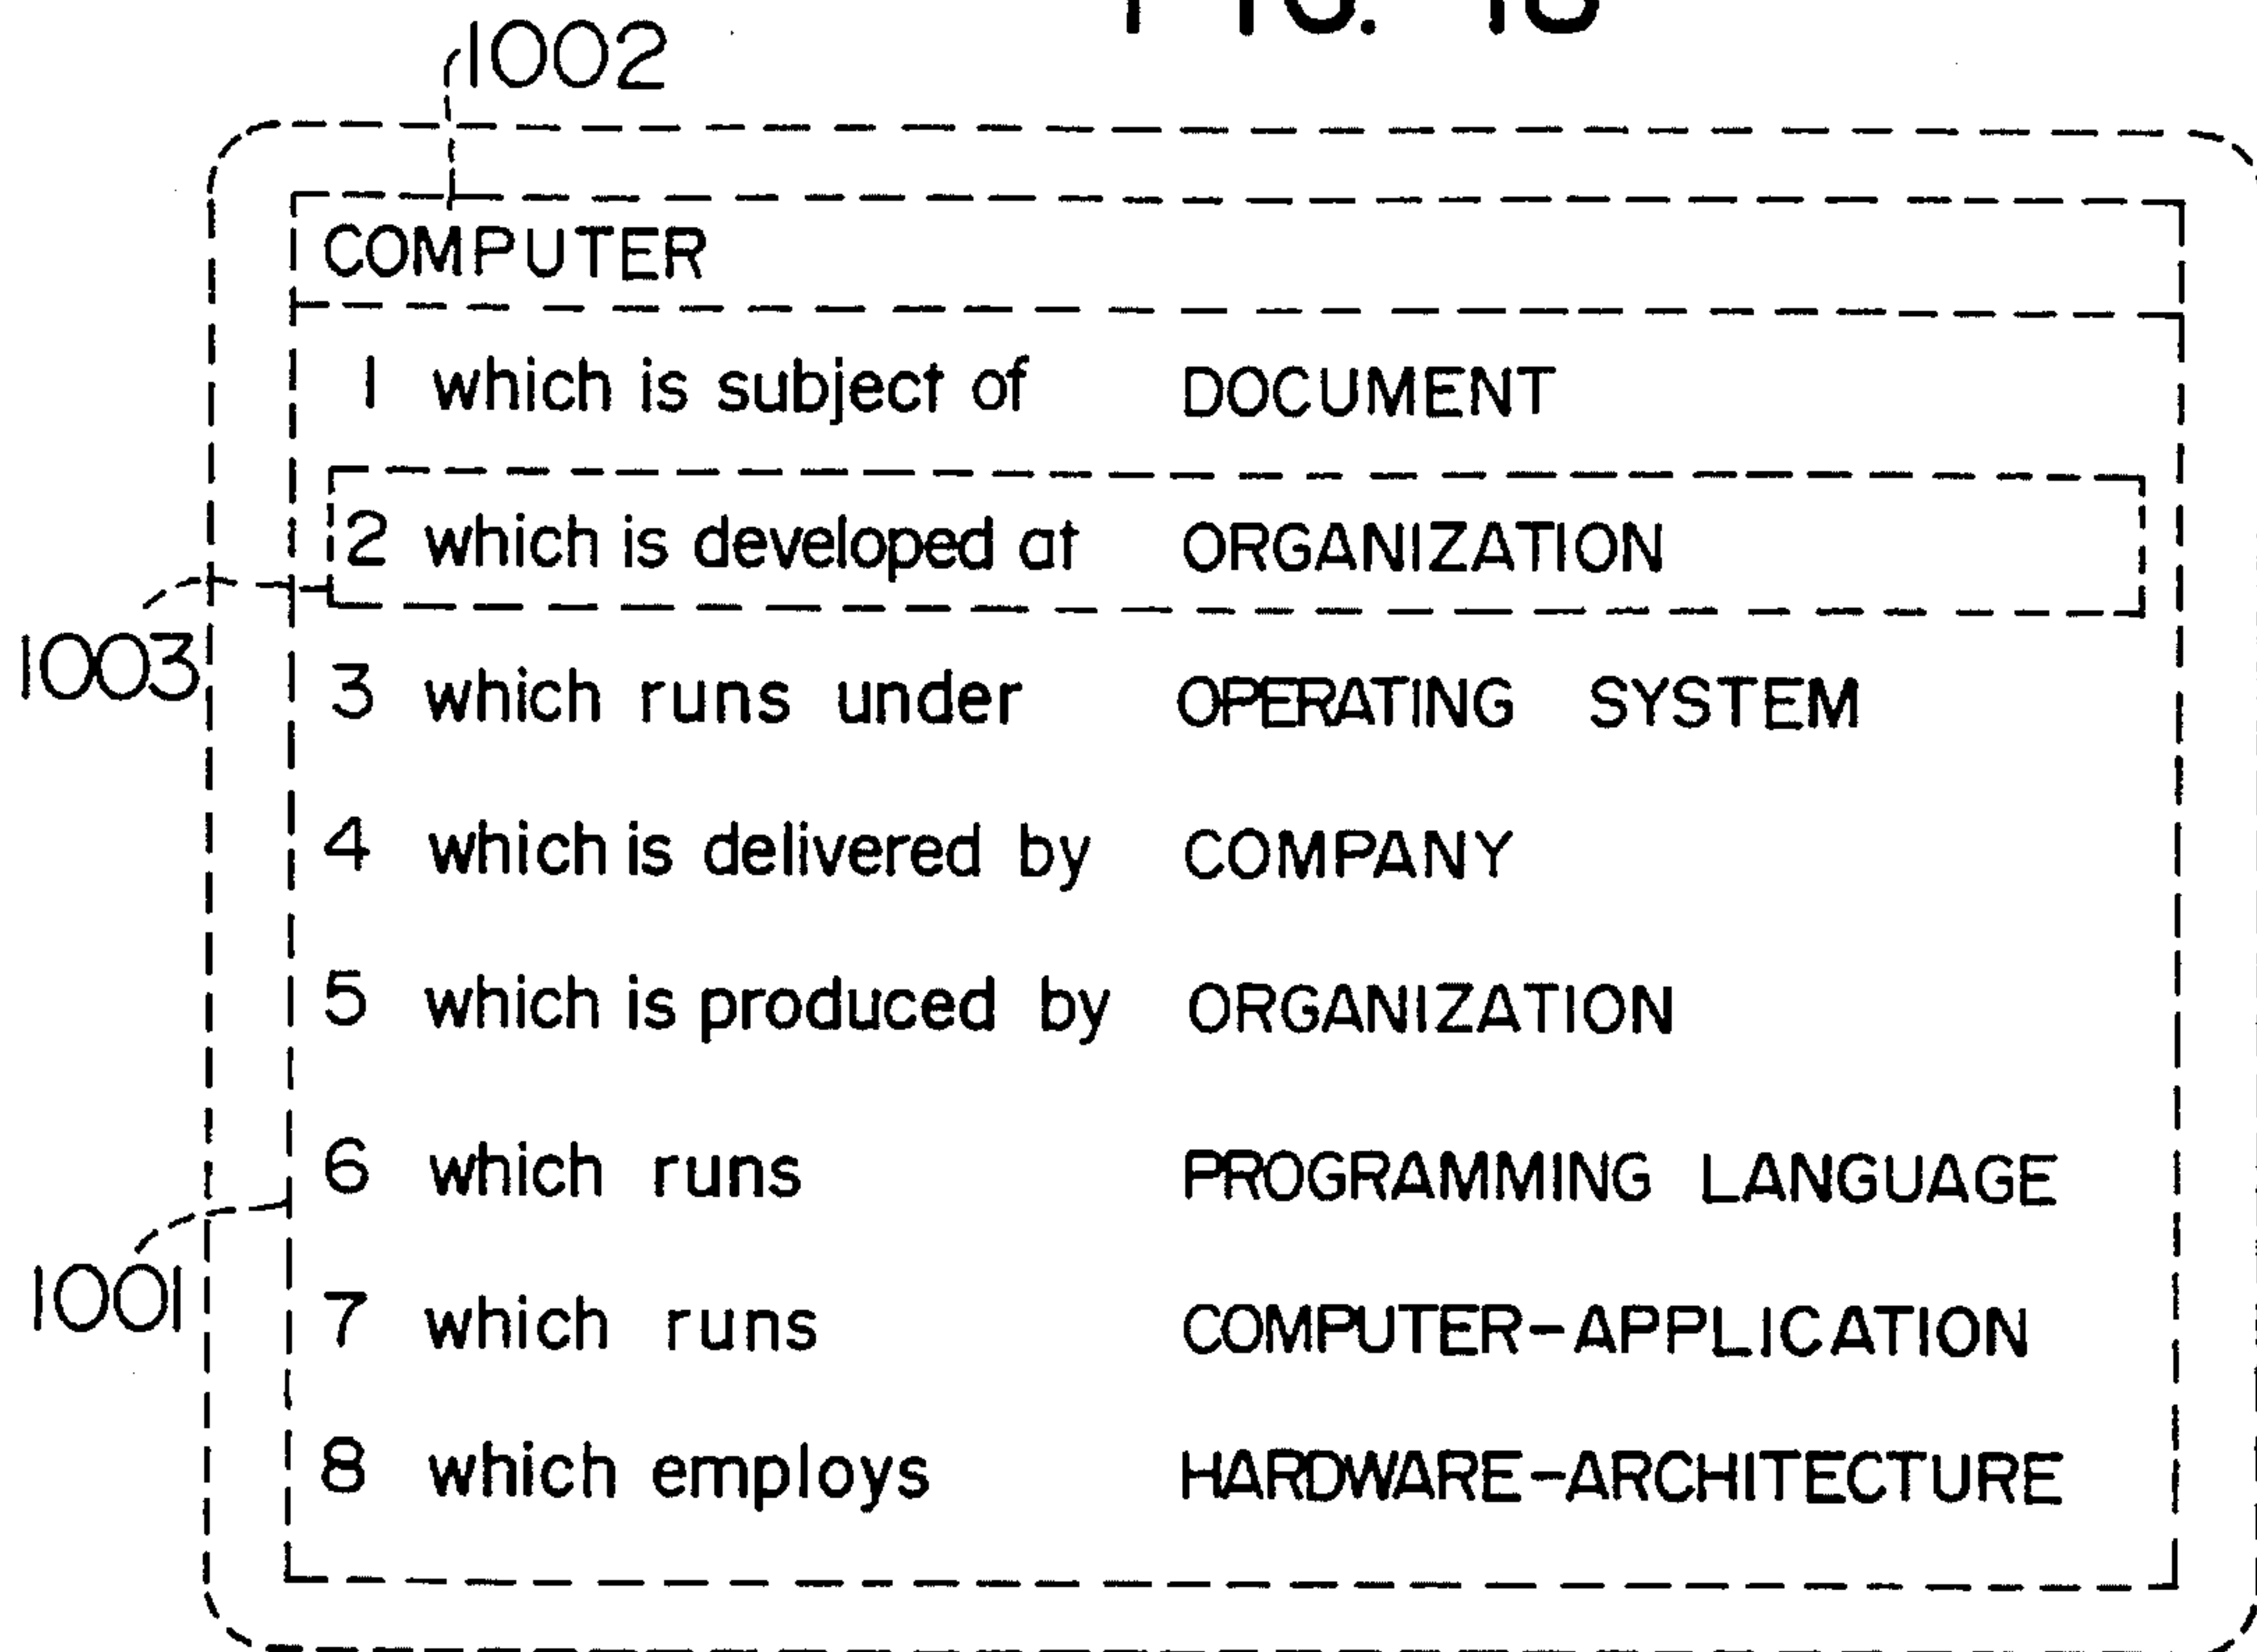 1002
COMPUTER
1 which is subject of DOCUMENT
2 which is developed at ORGANIZATION
1003
3 which runs under OPERATING SYSTEM
4 which is delivered by COMPANY
5 which is produced by ORGANIZATION
6 which runs PROGRAMMING LANGUAGE
1001
7 which runs COMPUTER-APPLICATION
8 which employs HARDWARE-ARCHITECTURE